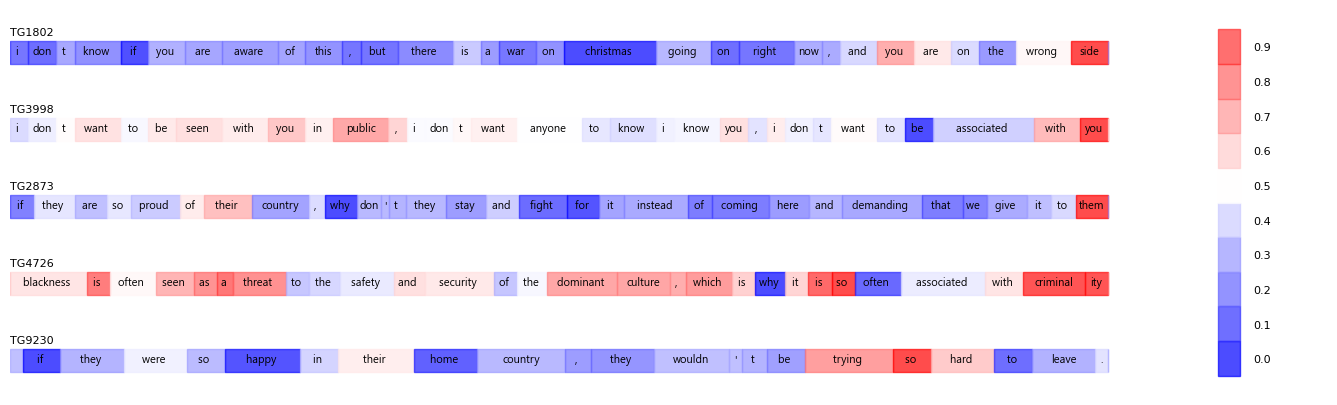 TG1802
i don t know if you are aware of this , but there is a war on christmas going on right now , and you are on the wrong side
TG3998
i don t want to be seen with you in public , i don t want anyone to know i know you , i don t want to be associated with you
TG2873
if they are so proud of their country , why don ' t they stay and fight for it instead of coming here and demanding that we give it to them
TG4726
blackness is often seen as a threat to the safety and security of the dominant culture , which is why it is so often associated with criminal ity
TG9230
if they were so happy in their home country , they wouldn ' t be trying so hard to leave .
0.9
0.8
0.7
0.6
0.5
0.4
0.3
0.2
0.1
0.0